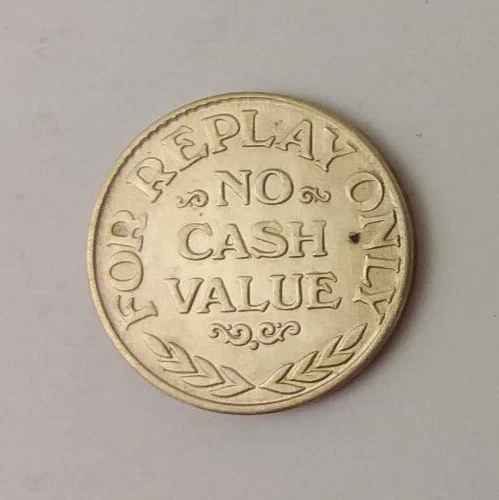 FOR REPLAY ONLY
NO
CASH
VALUE